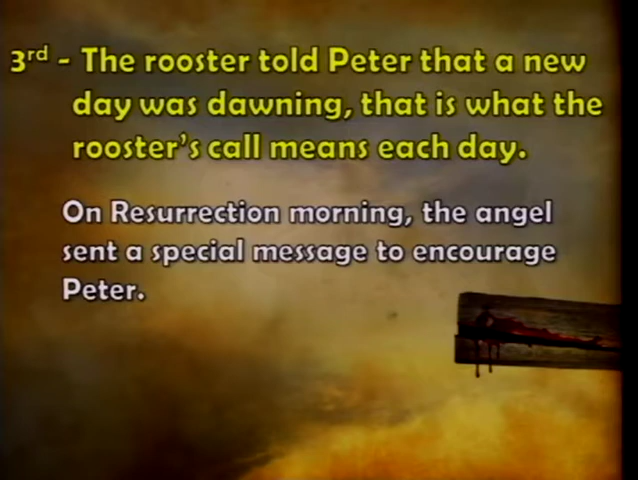 3rd - The rooster told Peter that a new
day was dawning, that is what the
rooster's call means each day.
On Resurrection morning, the angel
sent a special message to encourage
Peter.